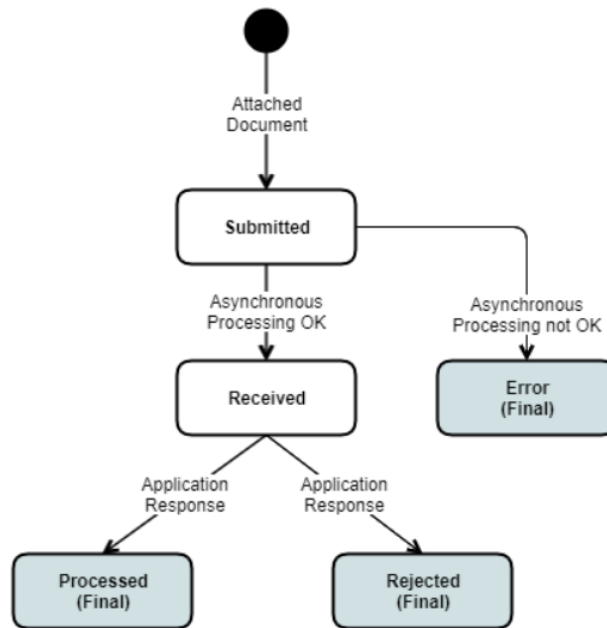 Attached
Document
Submitted
Asynchronous
Processing OK
Asynchronous
Processing not OK
Received
Error
(Final)
Application
Response
Application
Response
Processed
(Final)
Rejected
(Final)